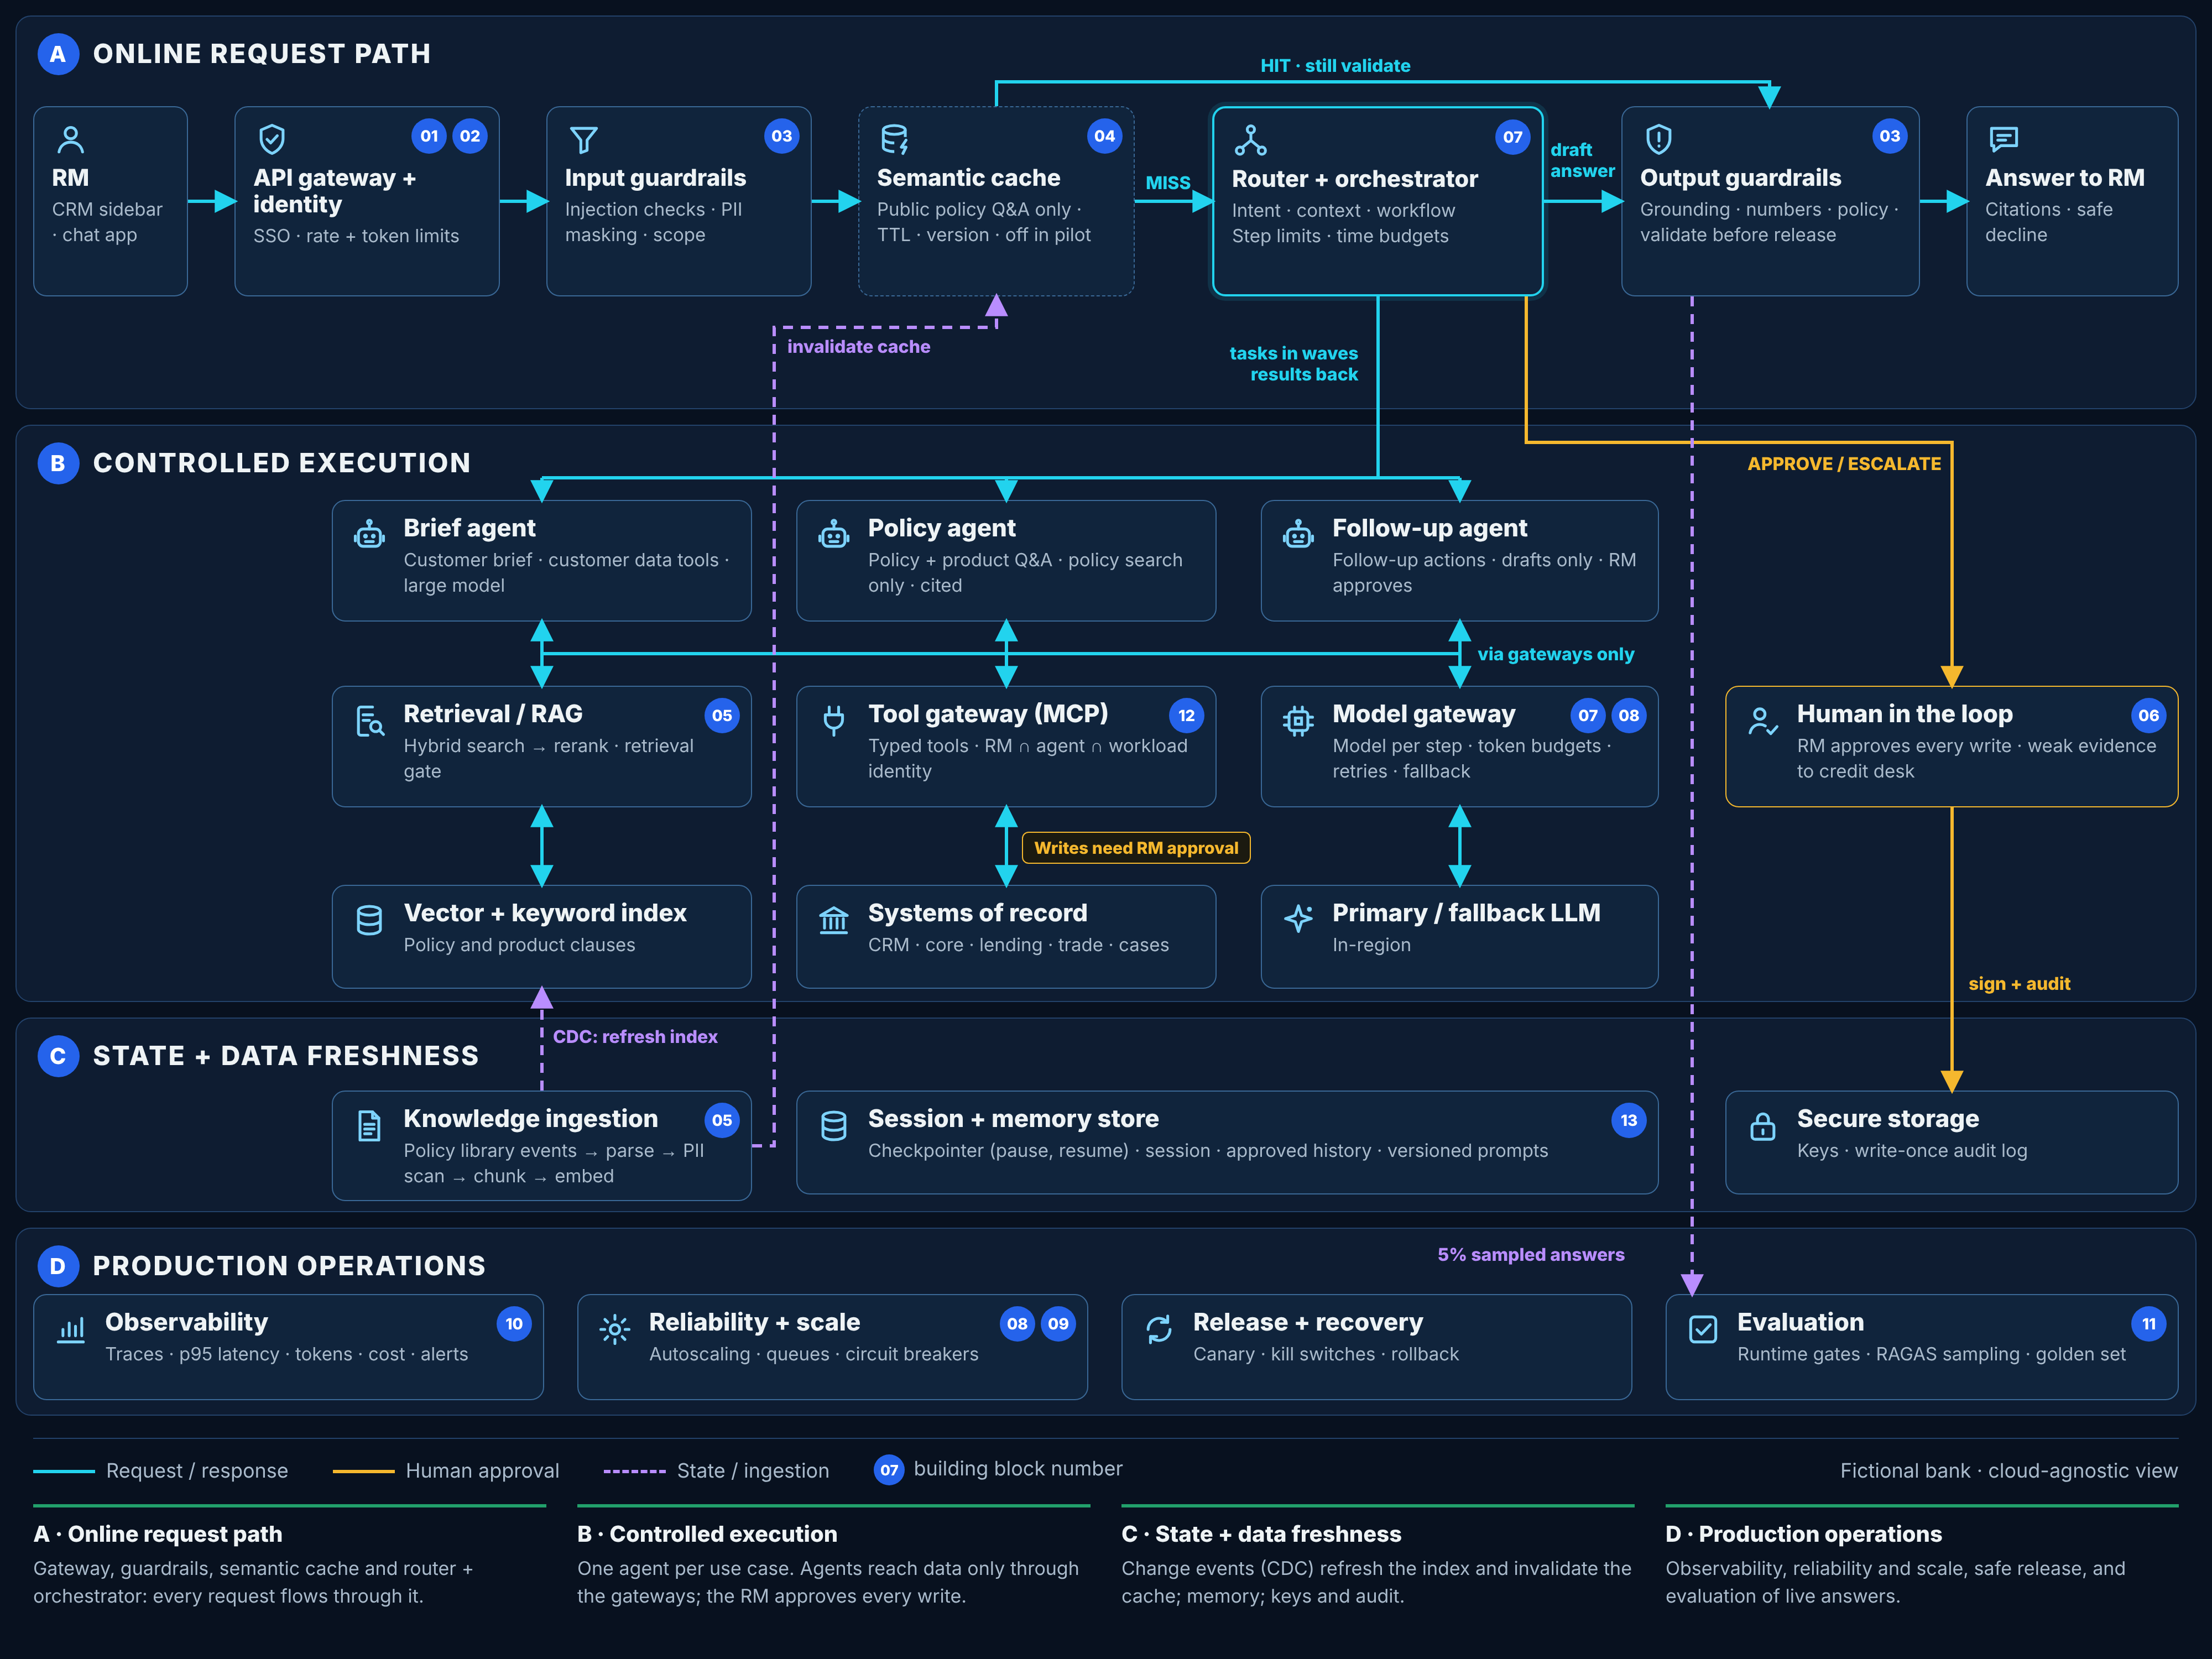 A ONLINE REQUEST PATH
HIT · still validate
RM
CRM sidebar
· chat app
01 02
API gateway +
identity
SSO · rate + token limits
03
Input guardrails
Injection checks · PII
masking · scope
04
Semantic cache
Public policy Q&A only ·
TTL · version · off in pilot
MISS
07
Router + orchestrator
Intent · context · workflow
Step limits · time budgets
draft
answer
03
Output guardrails
Grounding · numbers · policy ·
validate before release
Answer to RM
Citations · safe
decline
invalidate cache
tasks in waves
results back
B CONTROLLED EXECUTION
APPROVE / ESCALATE
Brief agent
Customer brief · customer data tools ·
large model
Policy agent
Policy + product Q&A · policy search
only · cited
Follow-up agent
Follow-up actions · drafts only · RM
approves
via gateways only
Retrieval / RAG 05
Hybrid search → rerank · retrieval
gate
Tool gateway (MCP) 12
Typed tools · RM ∩ agent ∩ workload
identity
Model gateway 07 08
Model per step · token budgets ·
retries · fallback
Human in the loop 06
RM approves every write · weak evidence
to credit desk
Writes need RM approval
Vector + keyword index
Policy and product clauses
Systems of record
CRM · core · lending · trade · cases
Primary / fallback LLM
In-region
sign + audit
C STATE + DATA FRESHNESS
CDC: refresh index
Knowledge ingestion 05
Policy library events → parse → PII
scan → chunk → embed
Session + memory store 13
Checkpointer (pause, resume) · session · approved history · versioned prompts
Secure storage
Keys · write-once audit log
D PRODUCTION OPERATIONS
5% sampled answers
Observability 10
Traces · p95 latency · tokens · cost · alerts
Reliability + scale 08 09
Autoscaling · queues · circuit breakers
Release + recovery
Canary · kill switches · rollback
Evaluation 11
Runtime gates · RAGAS sampling · golden set
Request / response
Human approval
State / ingestion
07 building block number
Fictional bank · cloud-agnostic view
A · Online request path
Gateway, guardrails, semantic cache and router +
orchestrator: every request flows through it.
B · Controlled execution
One agent per use case. Agents reach data only through
the gateways; the RM approves every write.
C · State + data freshness
Change events (CDC) refresh the index and invalidate the
cache; memory; keys and audit.
D · Production operations
Observability, reliability and scale, safe release, and
evaluation of live answers.